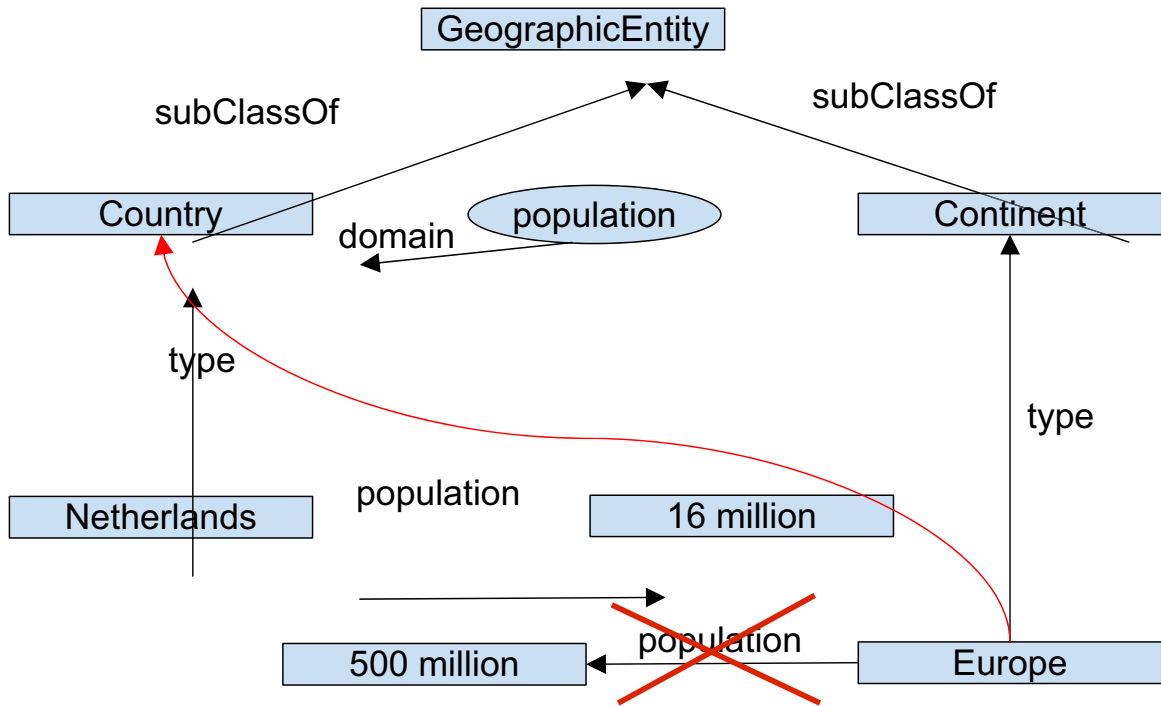 GeographicEntity
subClassOf
subClassOf
Country
population
Continent
domain
type
type
population
Netherlands
16 million
population
500 million
Europe